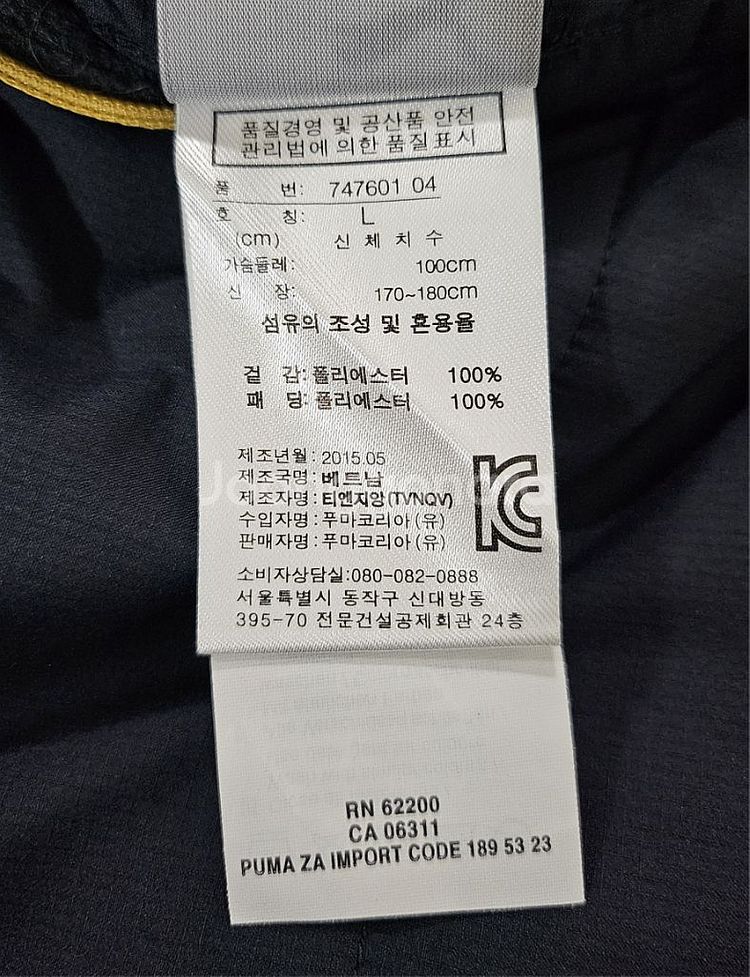 품질경영 및 공산품 안전
관리법에 의한 품질표시
품 번: 747601 04
호 칭: L
(cm) 신 체 치 수
가슴둘레: 100cm
신 장: 170~180cm
섬유의 조성 및 혼용율
겉 감: 폴리에스터 100%
패 딩: 폴리에스터 100%
제조년월: 2015.05
제조국명: 베트남
제조자명: 티엔지앙(TVNQV)
수입자명: 푸마코리아(유)
판매자명: 푸마코리아(유)
소비자상담실:080-082-0888
서울특별시 동작구 신대방동
395-70 전문건설공제회관 24층
RN 62200
CA 06311
PUMA ZA IMPORT CODE 189 53 23